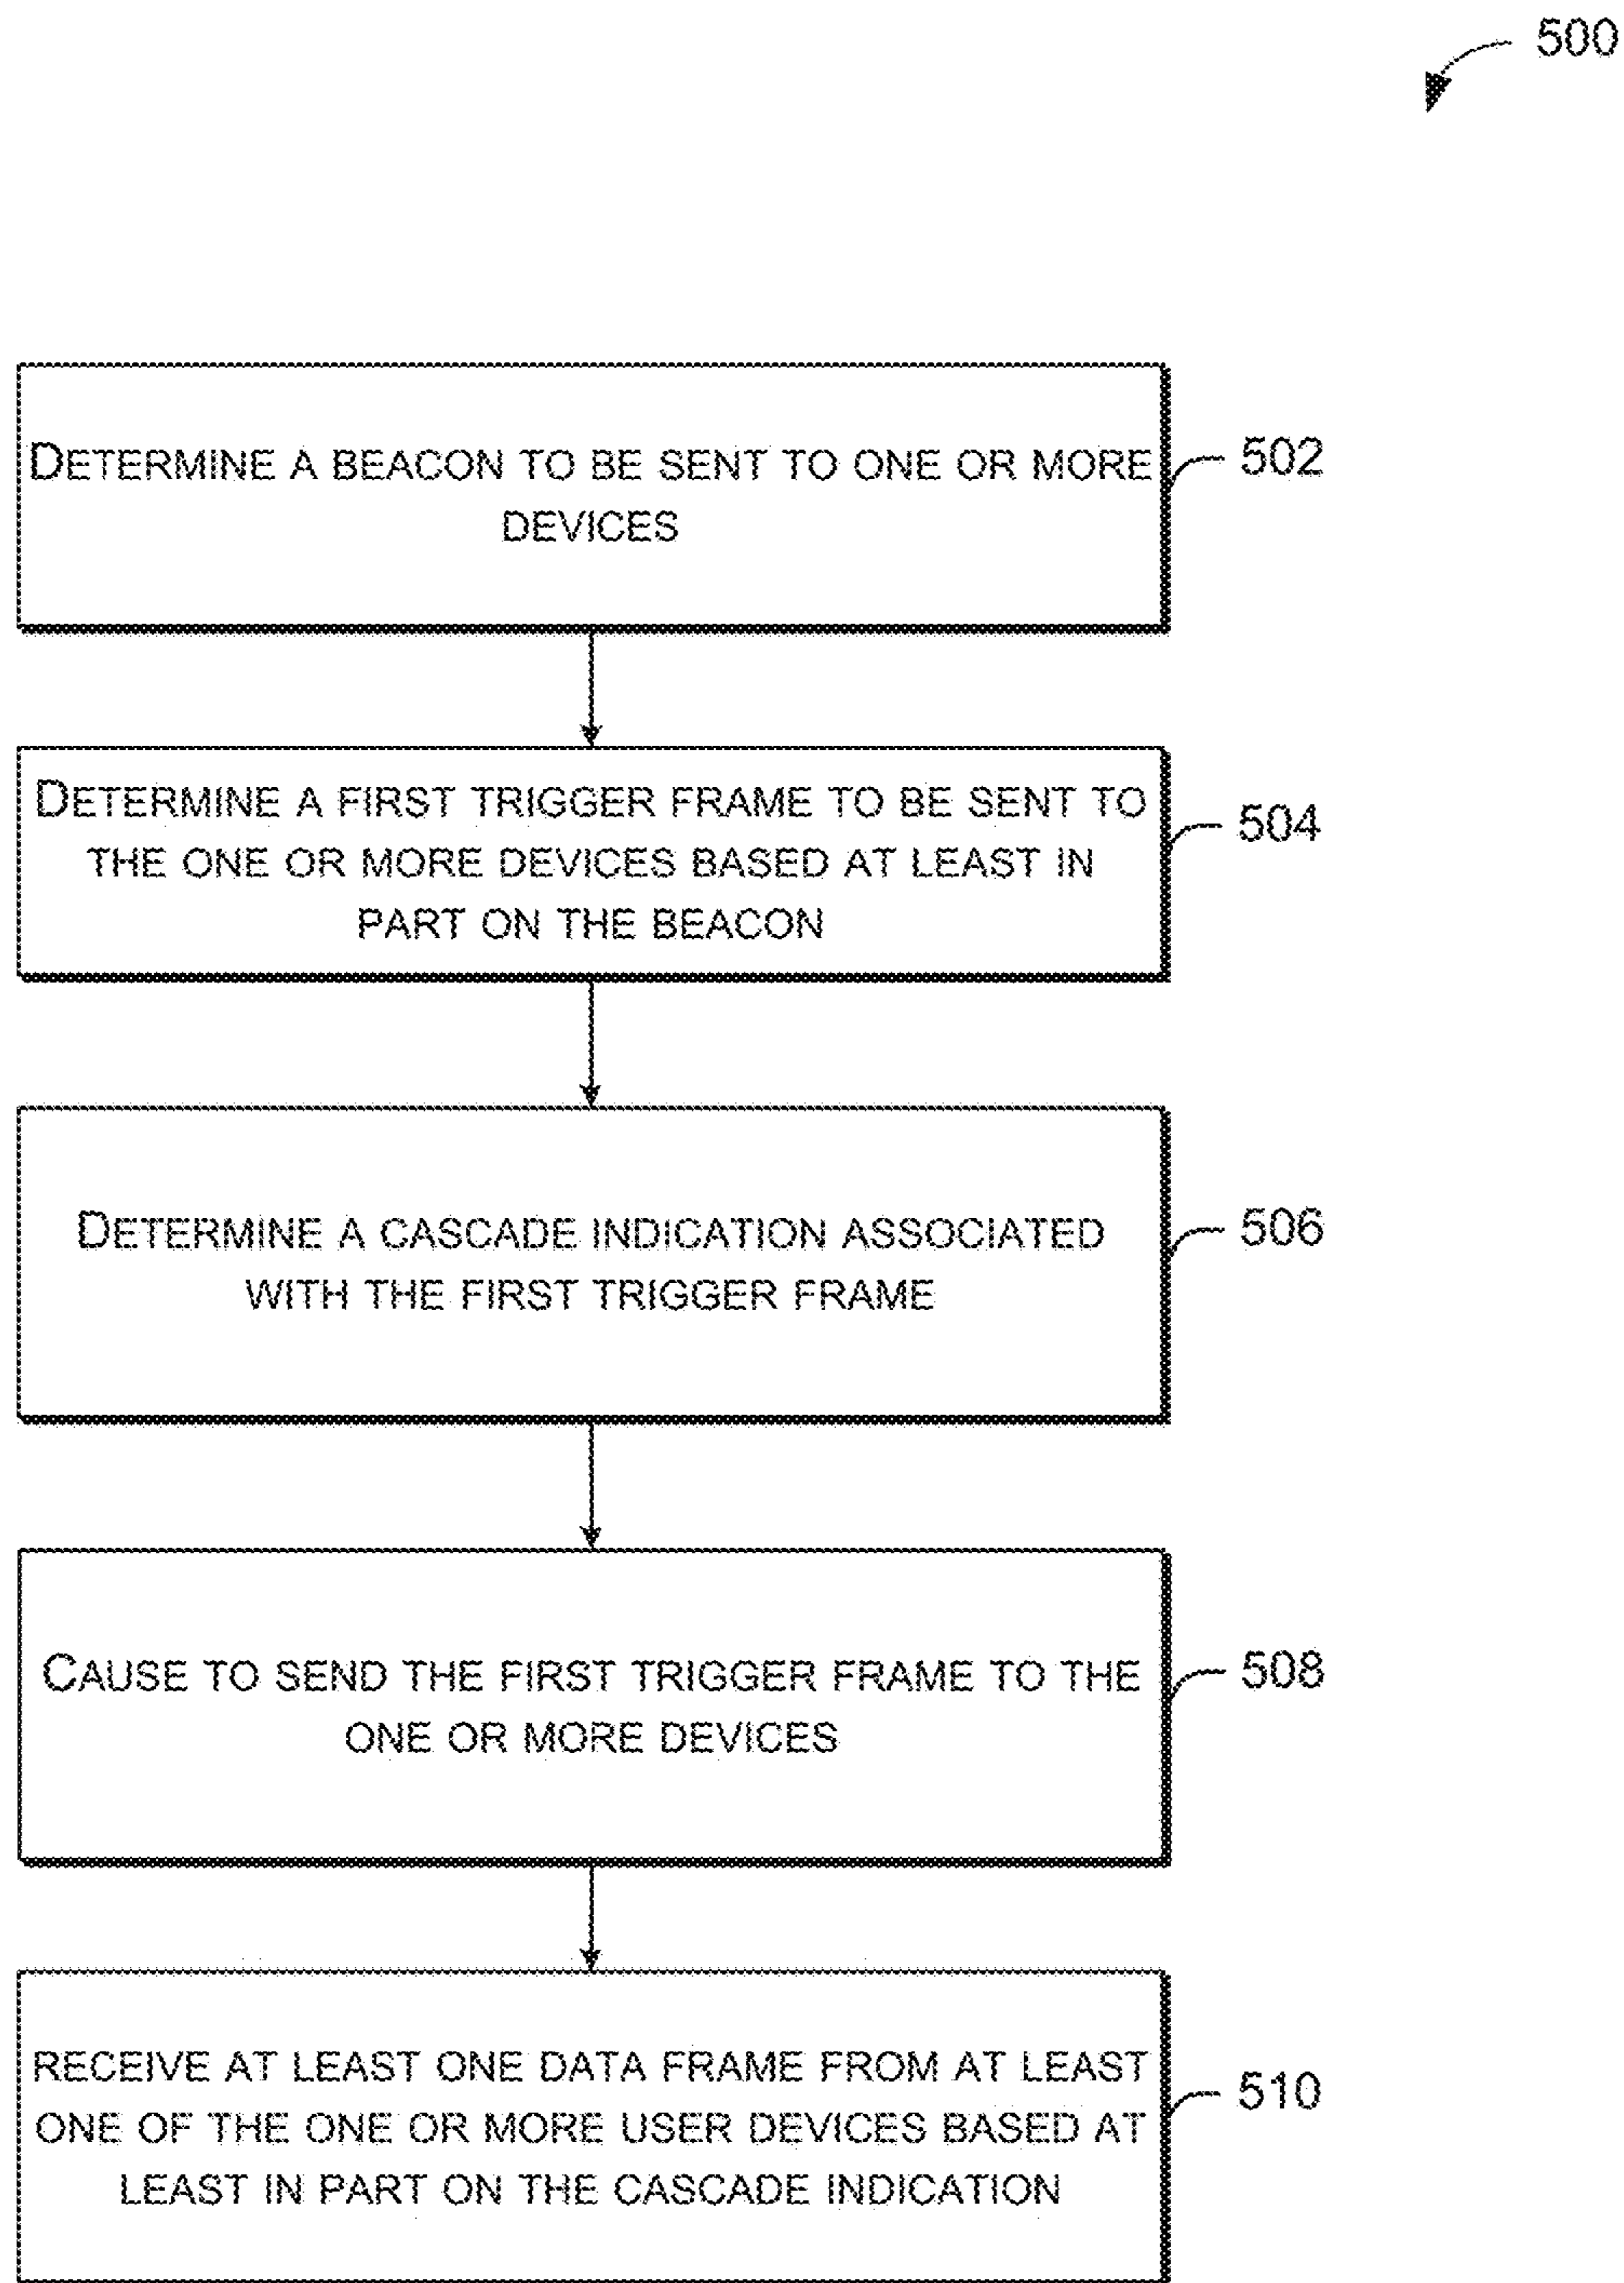 500
DETERMINE A BEACON TO BE SENT TO ONE OR MORE
DEVICES
502
DETERMINE A FIRST TRIGGER FRAME TO BE SENT TO
THE ONE OR MORE DEVICES BASED AT LEAST IN
PART ON THE BEACON
504
DETERMINE A CASCADE INDICATION ASSOCIATED
WITH THE FIRST TRIGGER FRAME
506
CAUSE TO SEND THE FIRST TRIGGER FRAME TO THE
ONE OR MORE DEVICES
508
RECEIVE AT LEAST ONE DATA FRAME FROM AT LEAST
ONE OF THE ONE OR MORE USER DEVICES BASED AT
LEAST IN PART ON THE CASCADE INDICATION
510